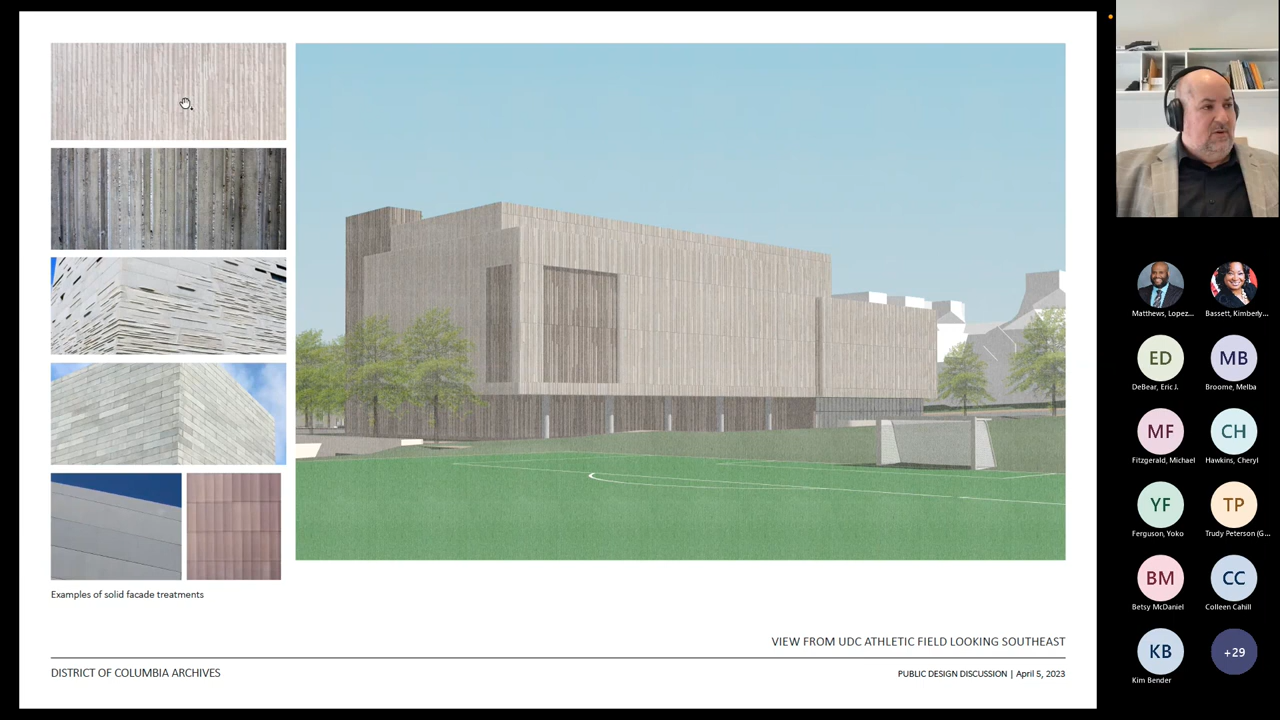 Examples of solid facade treatments
VIEW FROM UDC ATHLETIC FIELD LOOKING SOUTHEAST
DISTRICT OF COLUMBIA ARCHIVES
PUBLIC DESIGN DISCUSSION | April 5, 2023
Matthews, Lopez...
Bassett, Kimberly...
ED
MB
DeBear, Eric J.
Broome, Melba
MF
CH
Fitzgerald, Michael
Hawkins, Cheryl
YF
TP
Ferguson, Yoko
Trudy Peterson (G...
BM
CC
Betsy McDaniel
Colleen Cahill
KB
+29
Kim Bender